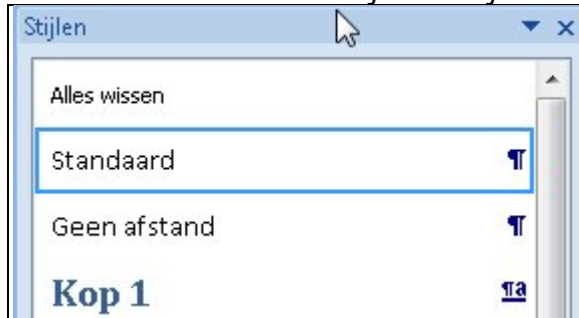 Stijlen
Alles wissen
Standaard ¶
Geen afstand ¶
Kop 1 ¶a